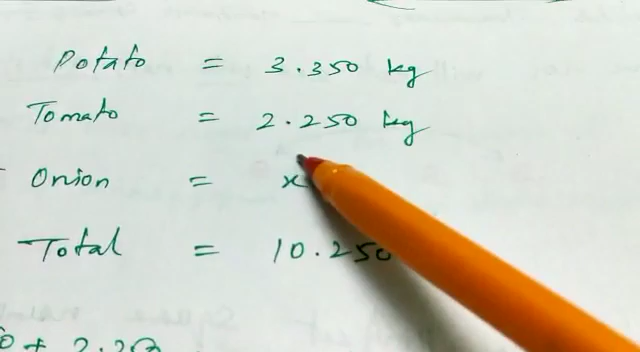 Potato = 3.350 kg
Tomato = 2.250 kg
Onion = x
Total = 10.250